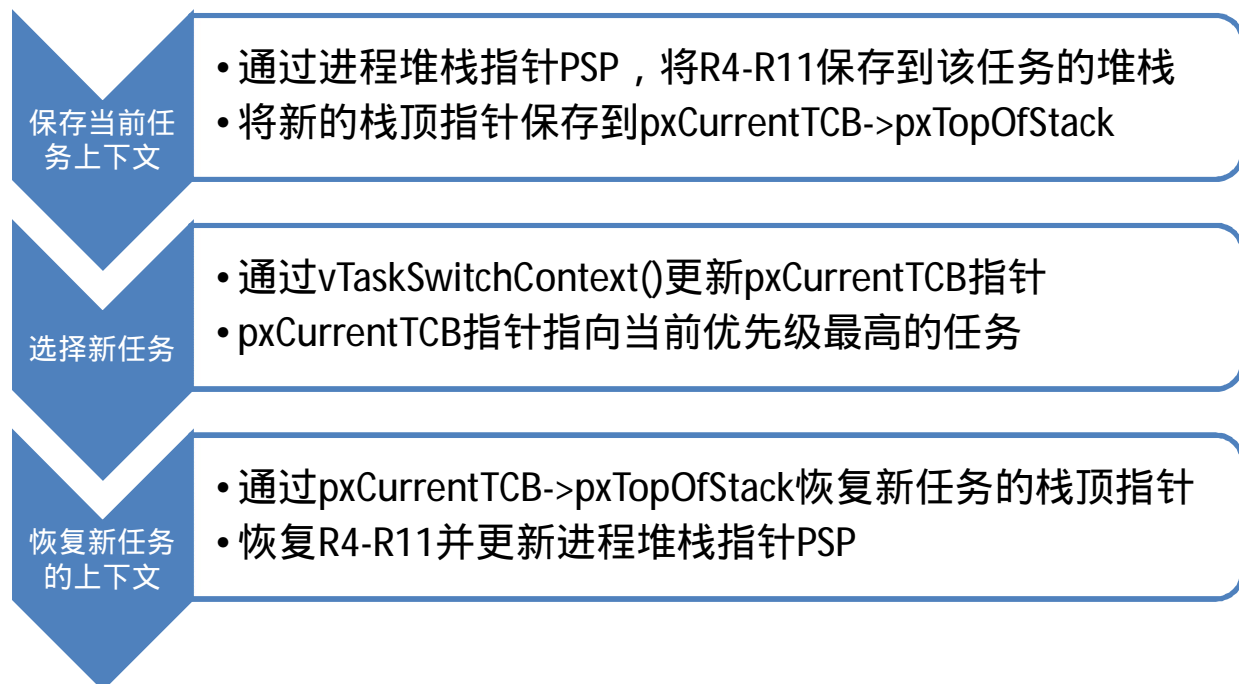 保存当前任
务上下文
•通过进程堆栈指针PSP，将R4-R11保存到该任务的堆栈
•将新的栈顶指针保存到pxCurrentTCB->pxTopOfStack
选择新任务
•通过vTaskSwitchContext()更新pxCurrentTCB指针
•pxCurrentTCB指针指向当前优先级最高的任务
恢复新任务
的上下文
•通过pxCurrentTCB->pxTopOfStack恢复新任务的栈顶指针
•恢复R4-R11并更新进程堆栈指针PSP